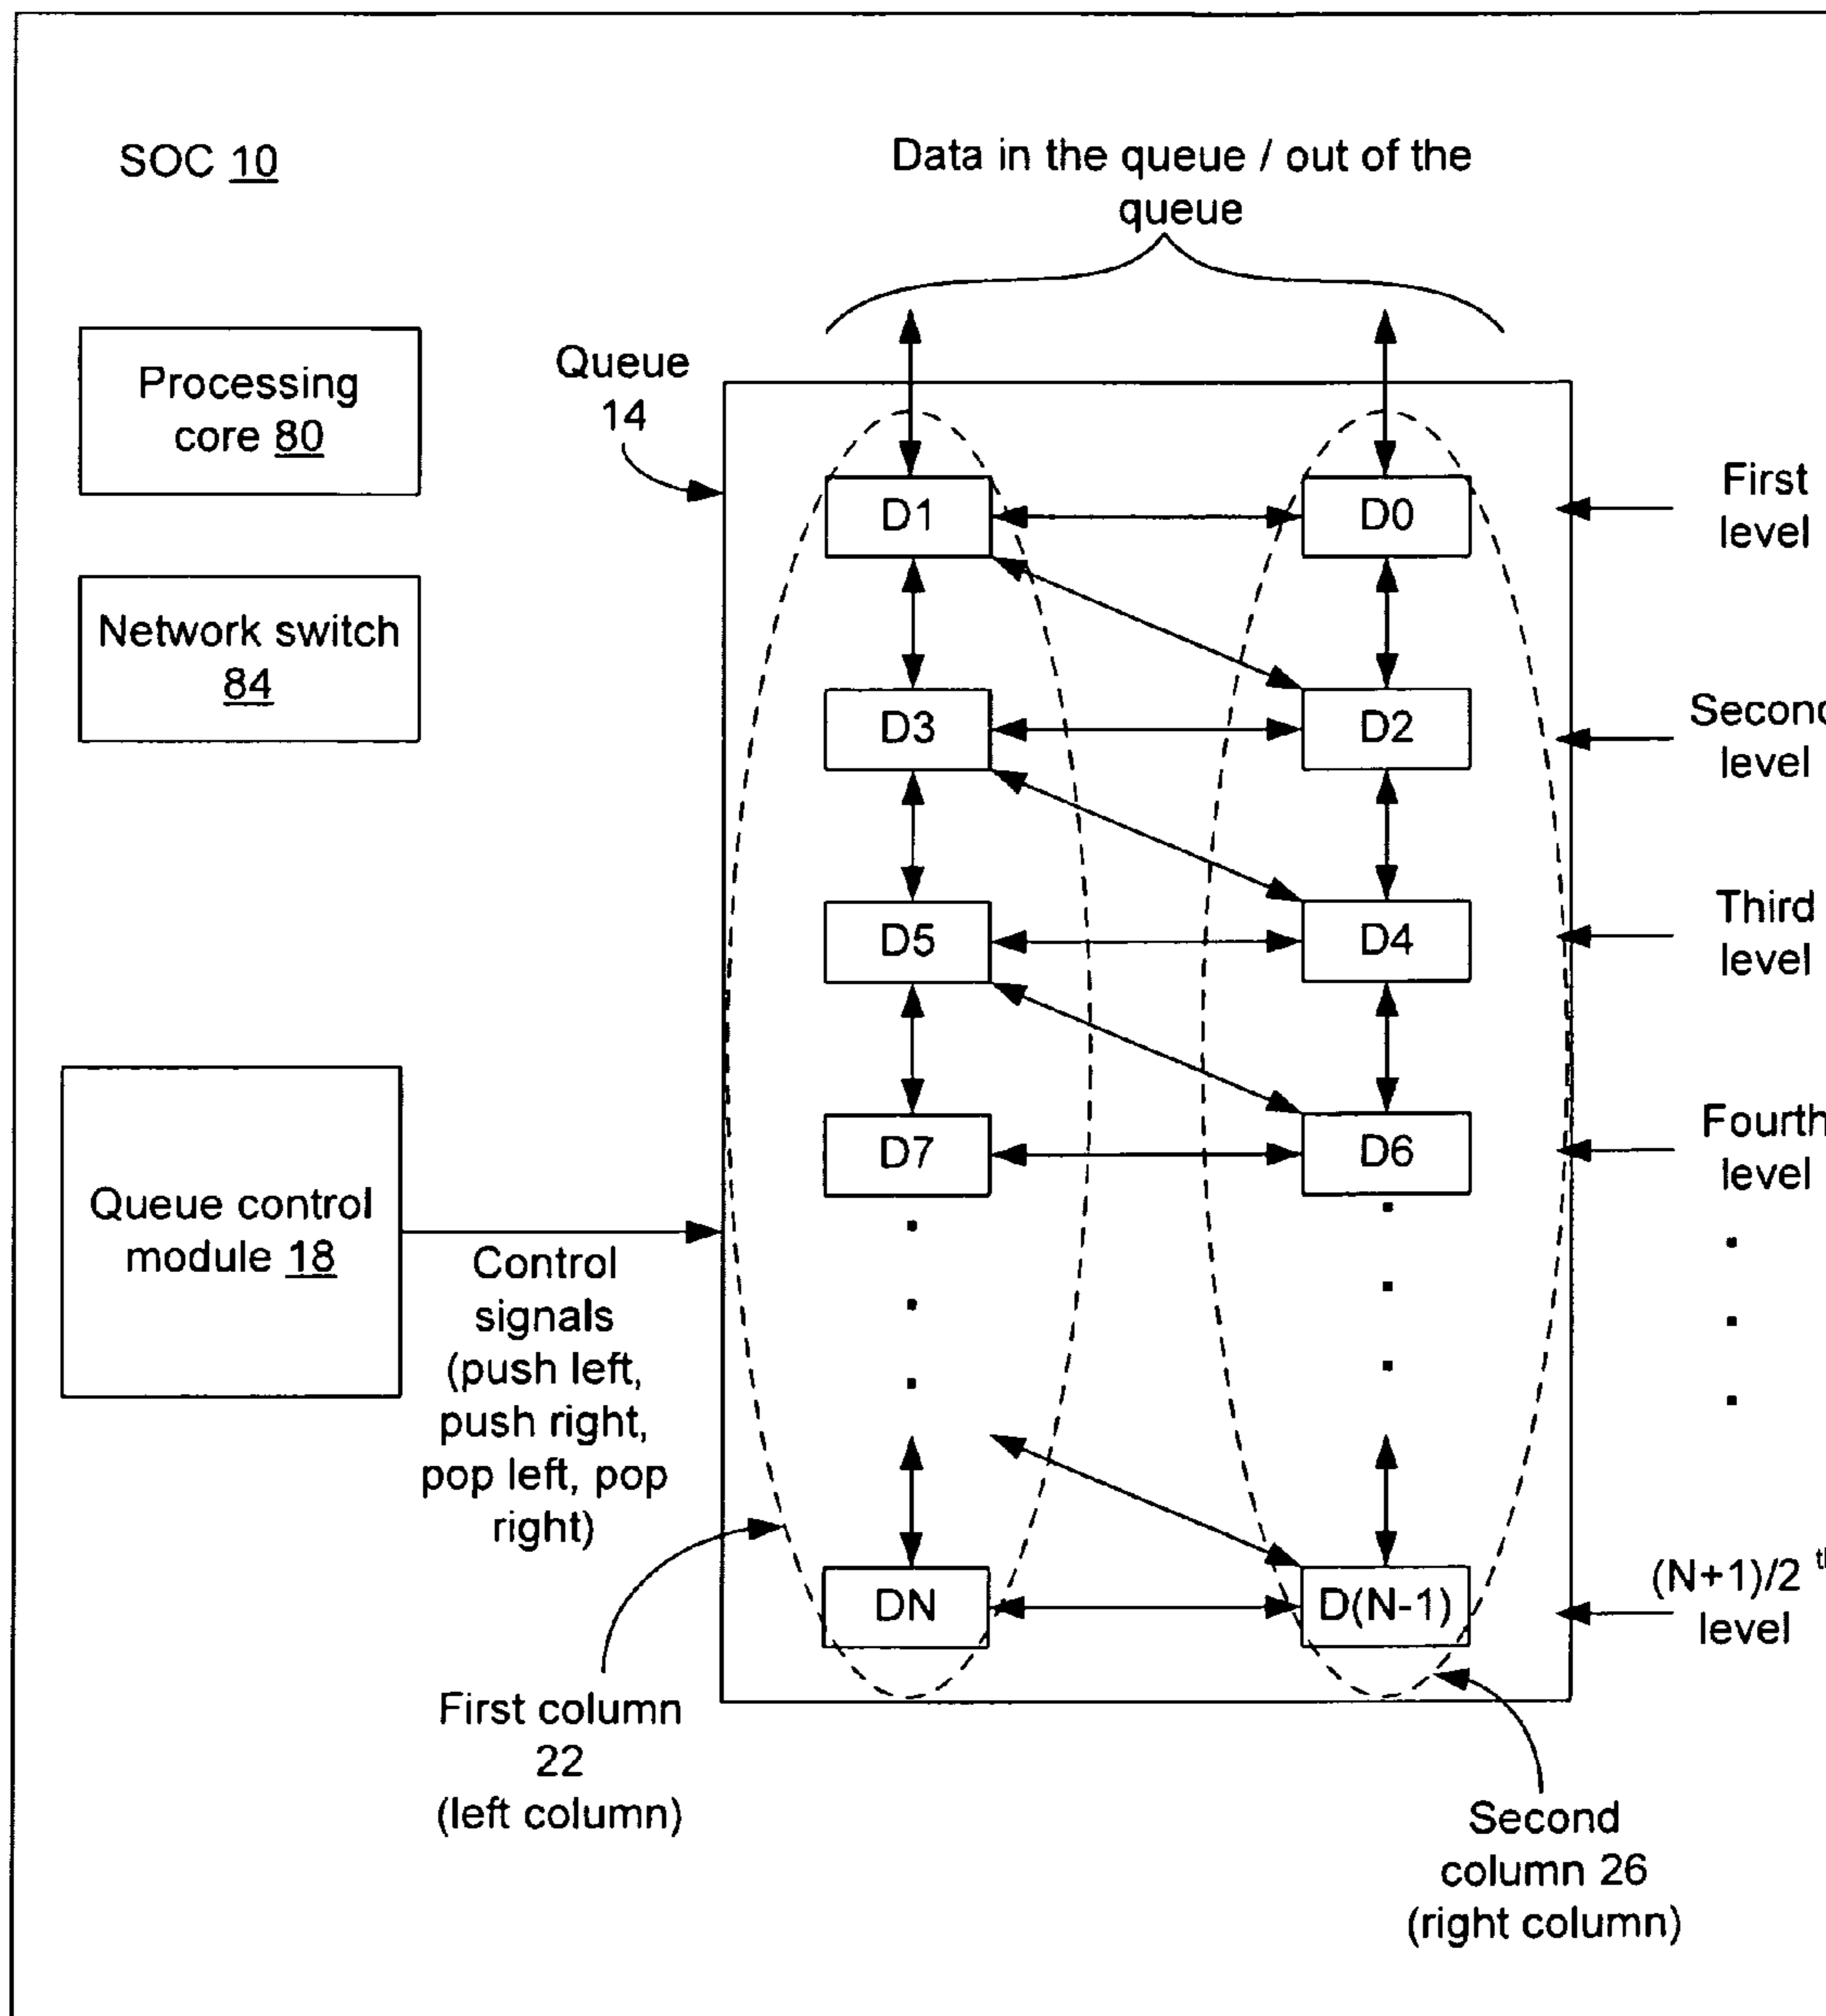 SOC 10
Data in the queue / out of the
queue
Processing
core 80
Queue
14
D1
D0
First
level
Network switch
84
D3
D2
Second
level
D5
D4
Third
level
D7
D6
Fourth
level
Queue control
module 18
Control
signals
(push left,
push right,
pop left, pop
right)
DN
D(N-1)
(N+1)/2 th
level
First column
22
(left column)
Second
column 26
(right column)